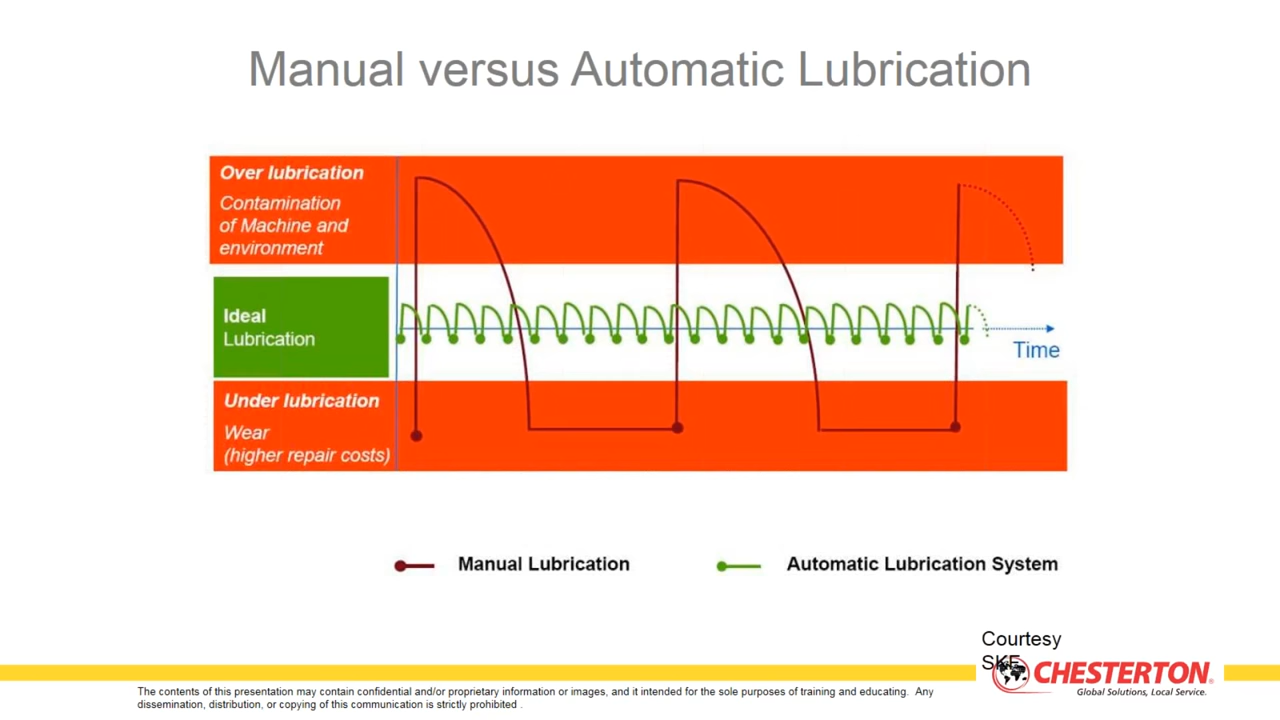 Manual versus Automatic Lubrication
Over lubrication
Contamination
of Machine and
environment
Ideal
Lubrication
Time
Under lubrication
Wear
(higher repair costs)
Manual Lubrication
Automatic Lubrication System
Courtesy
SKF
CHESTERTON®
Global Solutions, Local Service.
The contents of this presentation may contain confidential and/or proprietary information or images, and it intended for the sole purposes of training and educating. Any
dissemination, distribution, or copying of this communication is strictly prohibited .